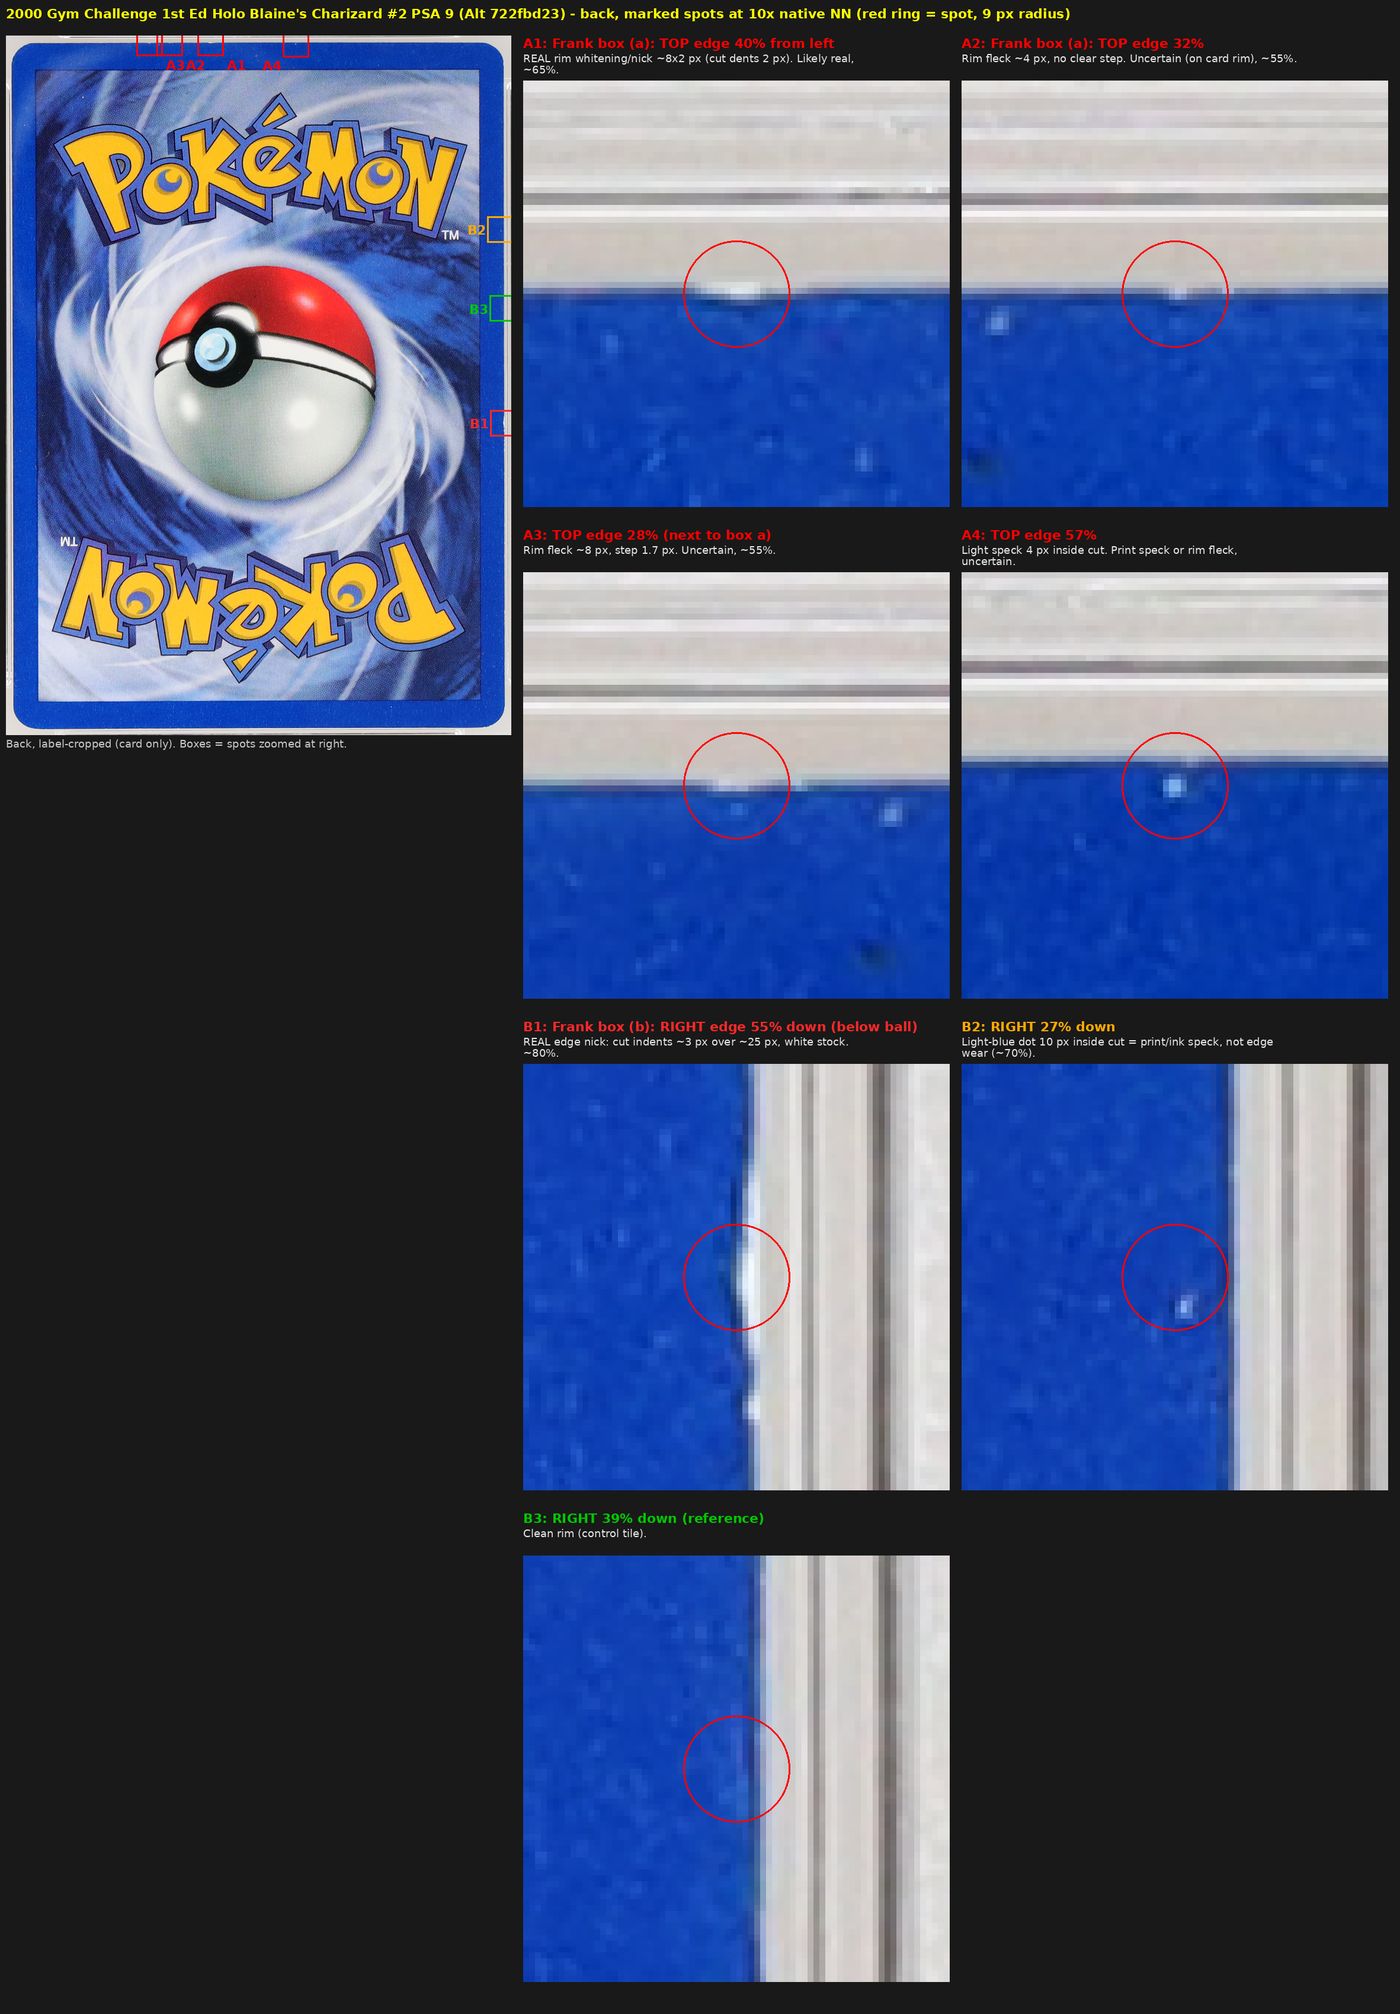 2000 Gym Challenge 1st Ed Holo Blaine's Charizard #2 PSA 9 (Alt 722fbd23) - back, marked spots at 10x native NN (red ring = spot, 9 px radius)
A3 A2 A1 A4
Pokémon
TM
B2
B3
B1
TM
Pokémon
Back, label-cropped (card only). Boxes = spots zoomed at right.
A1: Frank box (a): TOP edge 40% from left
REAL rim whitening/nick ~8x2 px (cut dents 2 px). Likely real,
~65%.
A2: Frank box (a): TOP edge 32%
Rim fleck ~4 px, no clear step. Uncertain (on card rim), ~55%.
A3: TOP edge 28% (next to box a)
Rim fleck ~8 px, step 1.7 px. Uncertain, ~55%.
A4: TOP edge 57%
Light speck 4 px inside cut. Print speck or rim fleck,
uncertain.
B1: Frank box (b): RIGHT edge 55% down (below ball)
REAL edge nick: cut indents ~3 px over ~25 px, white stock.
~80%.
B2: RIGHT 27% down
Light-blue dot 10 px inside cut = print/ink speck, not edge
wear (~70%).
B3: RIGHT 39% down (reference)
Clean rim (control tile).